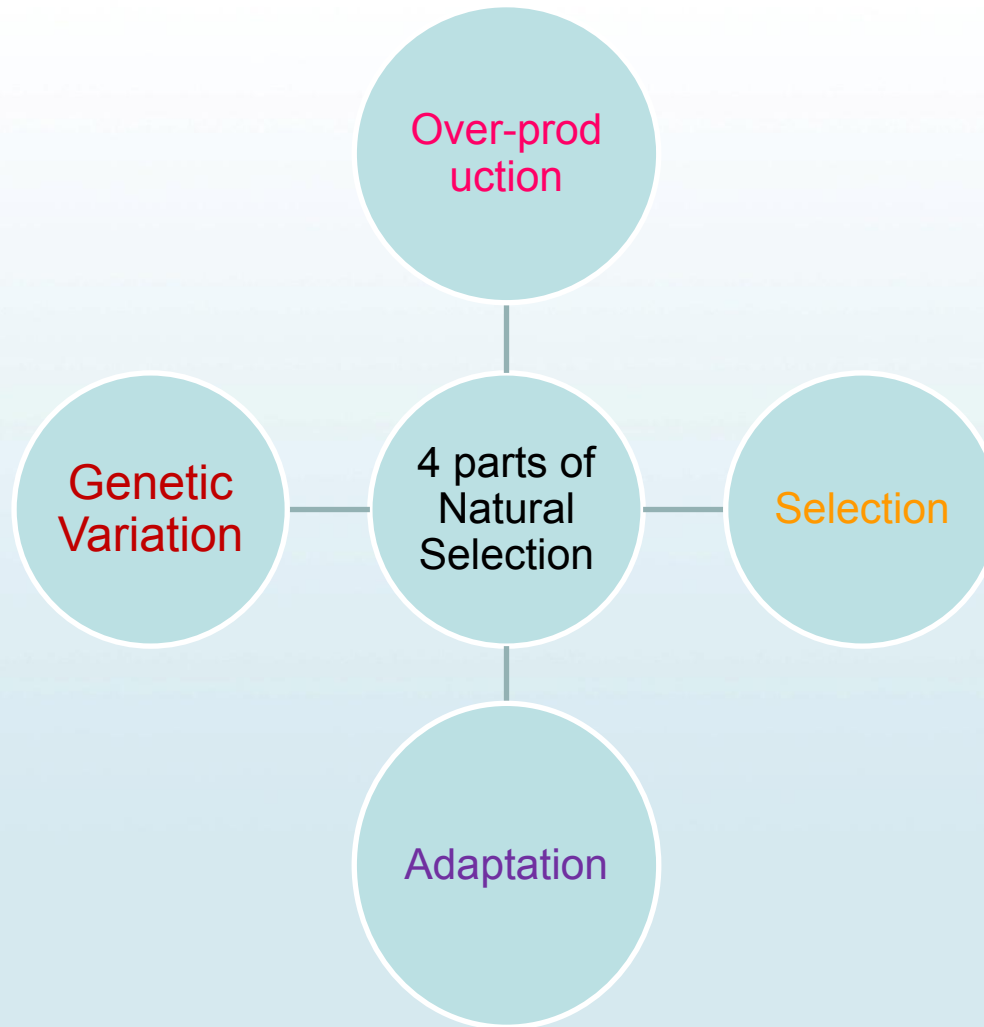 Over-prod
uction
Genetic
Variation
4 parts of
Natural
Selection
Selection
Adaptation